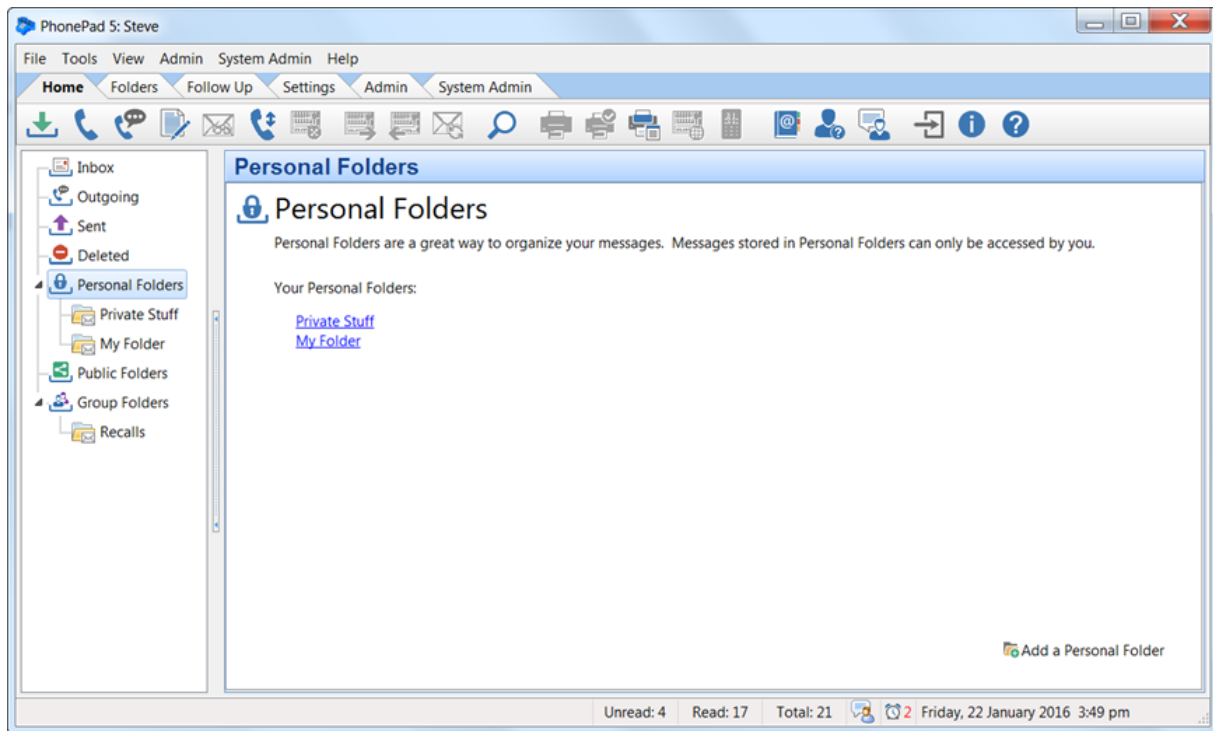 PhonePad 5: Steve
File Tools View Admin System Admin Help
Home Folders Follow Up Settings Admin System Admin
Inbox
Outgoing
Sent
Deleted
Personal Folders
Private Stuff
My Folder
Public Folders
Group Folders
Recalls
Personal Folders
Personal Folders
Personal Folders are a great way to organize your messages. Messages stored in Personal Folders can only be accessed by you.
Your Personal Folders:
Private Stuff
My Folder
Add a Personal Folder
Unread: 4 Read: 17 Total: 21 2 Friday, 22 January 2016 3:49 pm